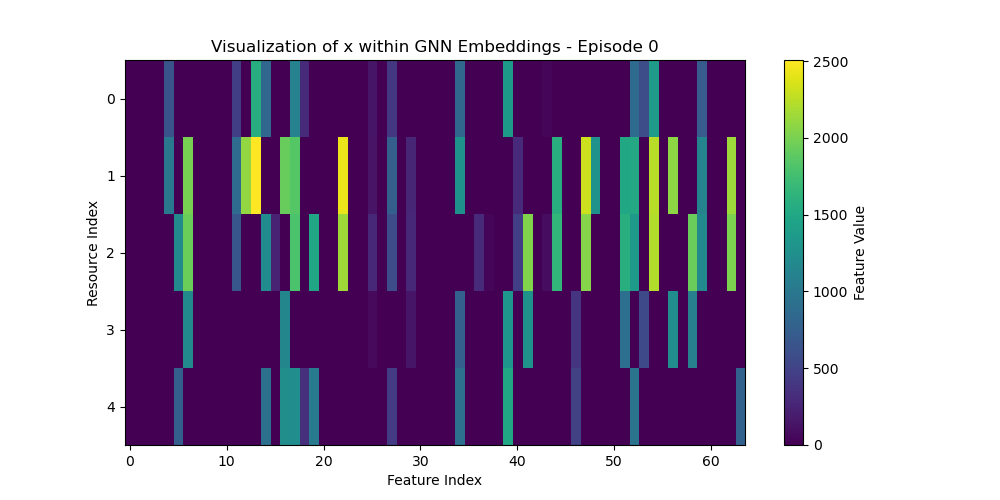 Visualization of x within GNN Embeddings - Episode 0
Resource Index
0
1
2
3
4
0 10 20 30 40 50 60
Feature Index
2500
2000
1500
1000
500
0
Feature Value